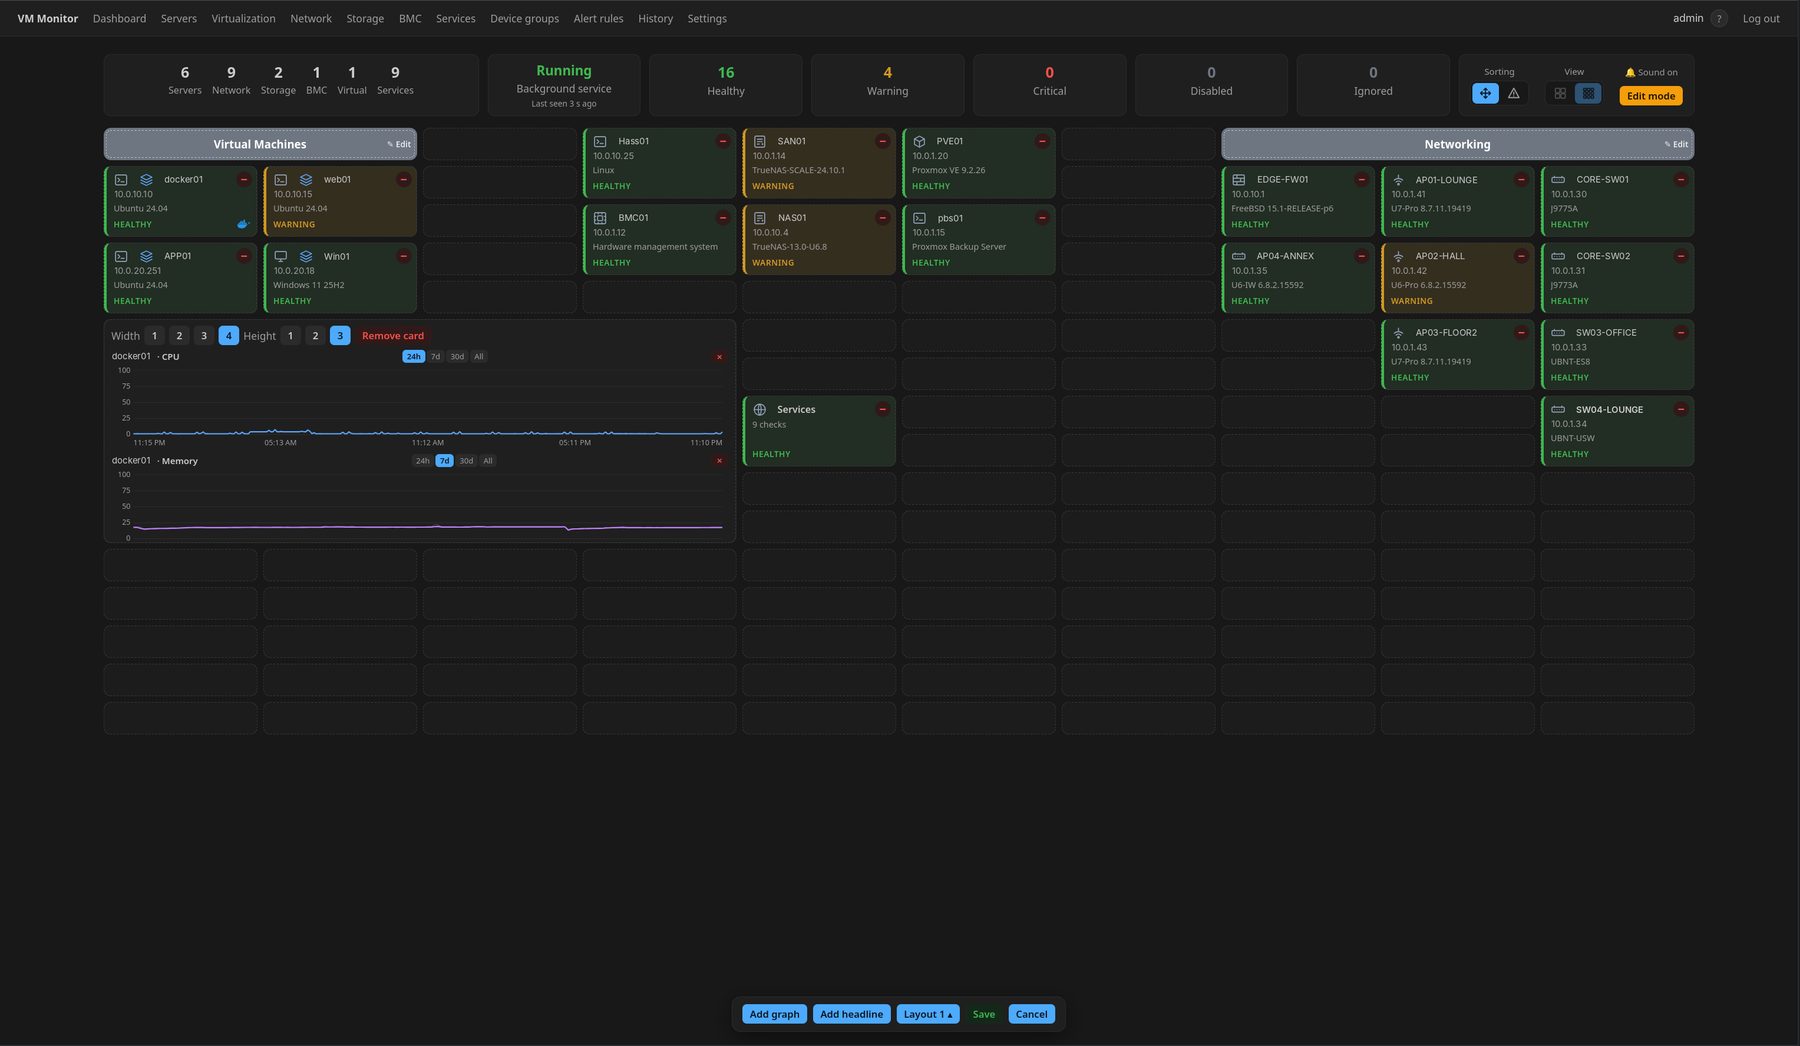 VM Monitor Dashboard Servers Virtualization Network Storage BMC Services Device groups Alert rules History Settings admin ? Log out
6 Servers
9 Network
2 Storage
1 BMC
1 Virtual
9 Services
Running
Background service
Last seen 3 s ago
16
Healthy
4
Warning
0
Critical
0
Disabled
0
Ignored
Sorting
View
🔔 Sound on
Edit mode
Virtual Machines
✎ Edit
docker01
10.0.10.10
Ubuntu 24.04
HEALTHY
web01
10.0.10.15
Ubuntu 24.04
WARNING
APP01
10.0.20.251
Ubuntu 24.04
HEALTHY
Win01
10.0.20.18
Windows 11 25H2
HEALTHY
Hass01
10.0.10.25
Linux
HEALTHY
SAN01
10.0.1.14
TrueNAS-SCALE-24.10.1
WARNING
PVE01
10.0.1.20
Proxmox VE 9.2.26
HEALTHY
BMC01
10.0.1.12
Hardware management system
HEALTHY
NAS01
10.0.10.4
TrueNAS-13.0-U6.8
WARNING
pbs01
10.0.1.15
Proxmox Backup Server
HEALTHY
Networking
✎ Edit
EDGE-FW01
10.0.10.1
FreeBSD 15.1-RELEASE-p6
HEALTHY
AP01-LOUNGE
10.0.1.41
U7-Pro 8.7.11.19419
HEALTHY
CORE-SW01
10.0.1.30
J9775A
HEALTHY
AP04-ANNEX
10.0.1.35
U6-IW 6.8.2.15592
HEALTHY
AP02-HALL
10.0.1.42
U6-Pro 6.8.2.15592
WARNING
CORE-SW02
10.0.1.31
J9773A
HEALTHY
AP03-FLOOR2
10.0.1.43
U7-Pro 8.7.11.19419
HEALTHY
SW03-OFFICE
10.0.1.33
UBNT-ES8
HEALTHY
SW04-LOUNGE
10.0.1.34
UBNT-USW
HEALTHY
Width 1 2 3 4 Height 1 2 3 Remove card
docker01 · CPU 24h 7d 30d All ×
100
75
50
25
0
11:15 PM 05:13 AM 11:12 AM 05:11 PM 11:10 PM
docker01 · Memory 24h 7d 30d All ×
100
75
50
25
0
Services
9 checks
HEALTHY
Add graph
Add headline
Layout 1 ▴
Save
Cancel